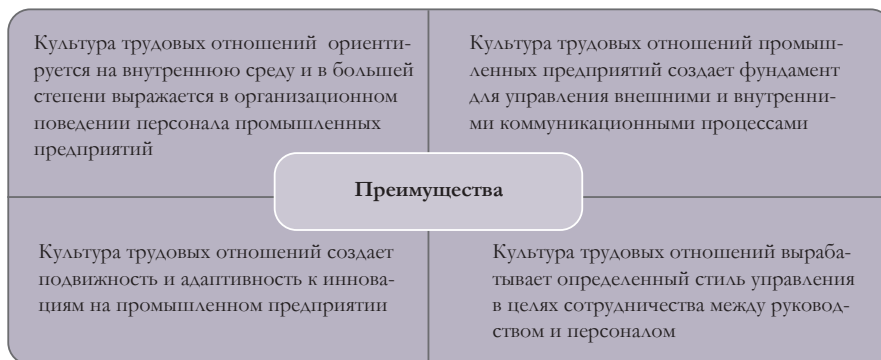 Культура трудовых отношений ориенти-
руется на внутреннюю среду и в большей
степени выражается в организационном
поведении персонала промышленных
предприятий
Культура трудовых отношений промыш-
ленных предприятий создает фундамент
для управления внешними и внутренни-
ми коммуникационными процессами
Преимущества
Культура трудовых отношений создает
подвижность и адаптивность к иннова-
циям на промышленном предприятии
Культура трудовых отношений выраба-
тывает определенный стиль управления
в целях сотрудничества между руковод-
ством и персоналом